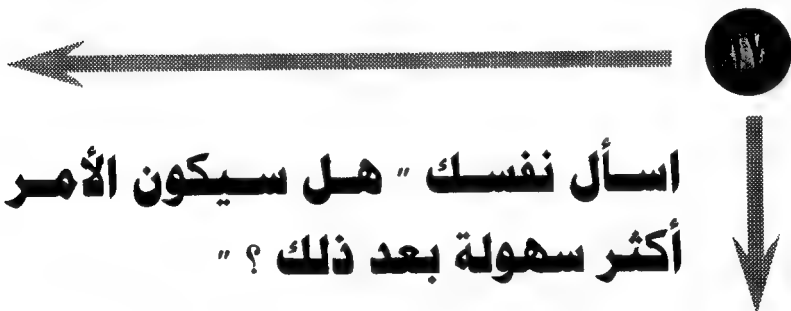 اسأل نفسك " هل سيكون الأمر
أكثر سهولة بعد ذلك ؟ "